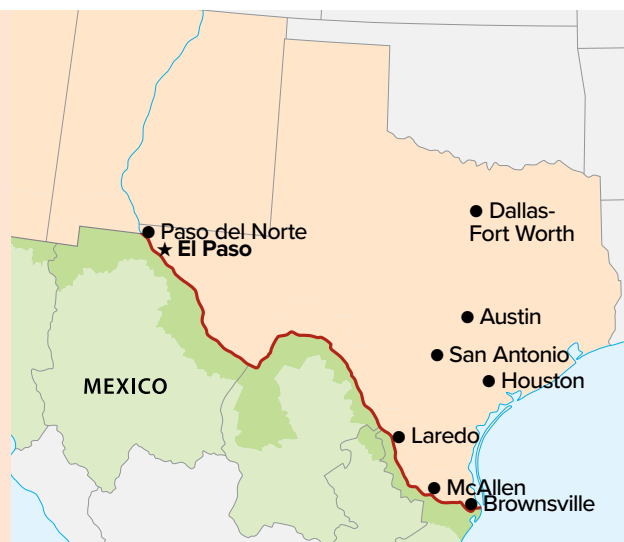 Dallas-
Fort Worth
Paso del Norte
El Paso
Austin
San Antonio
MEXICO
Houston
Laredo
McAllen
Brownsville